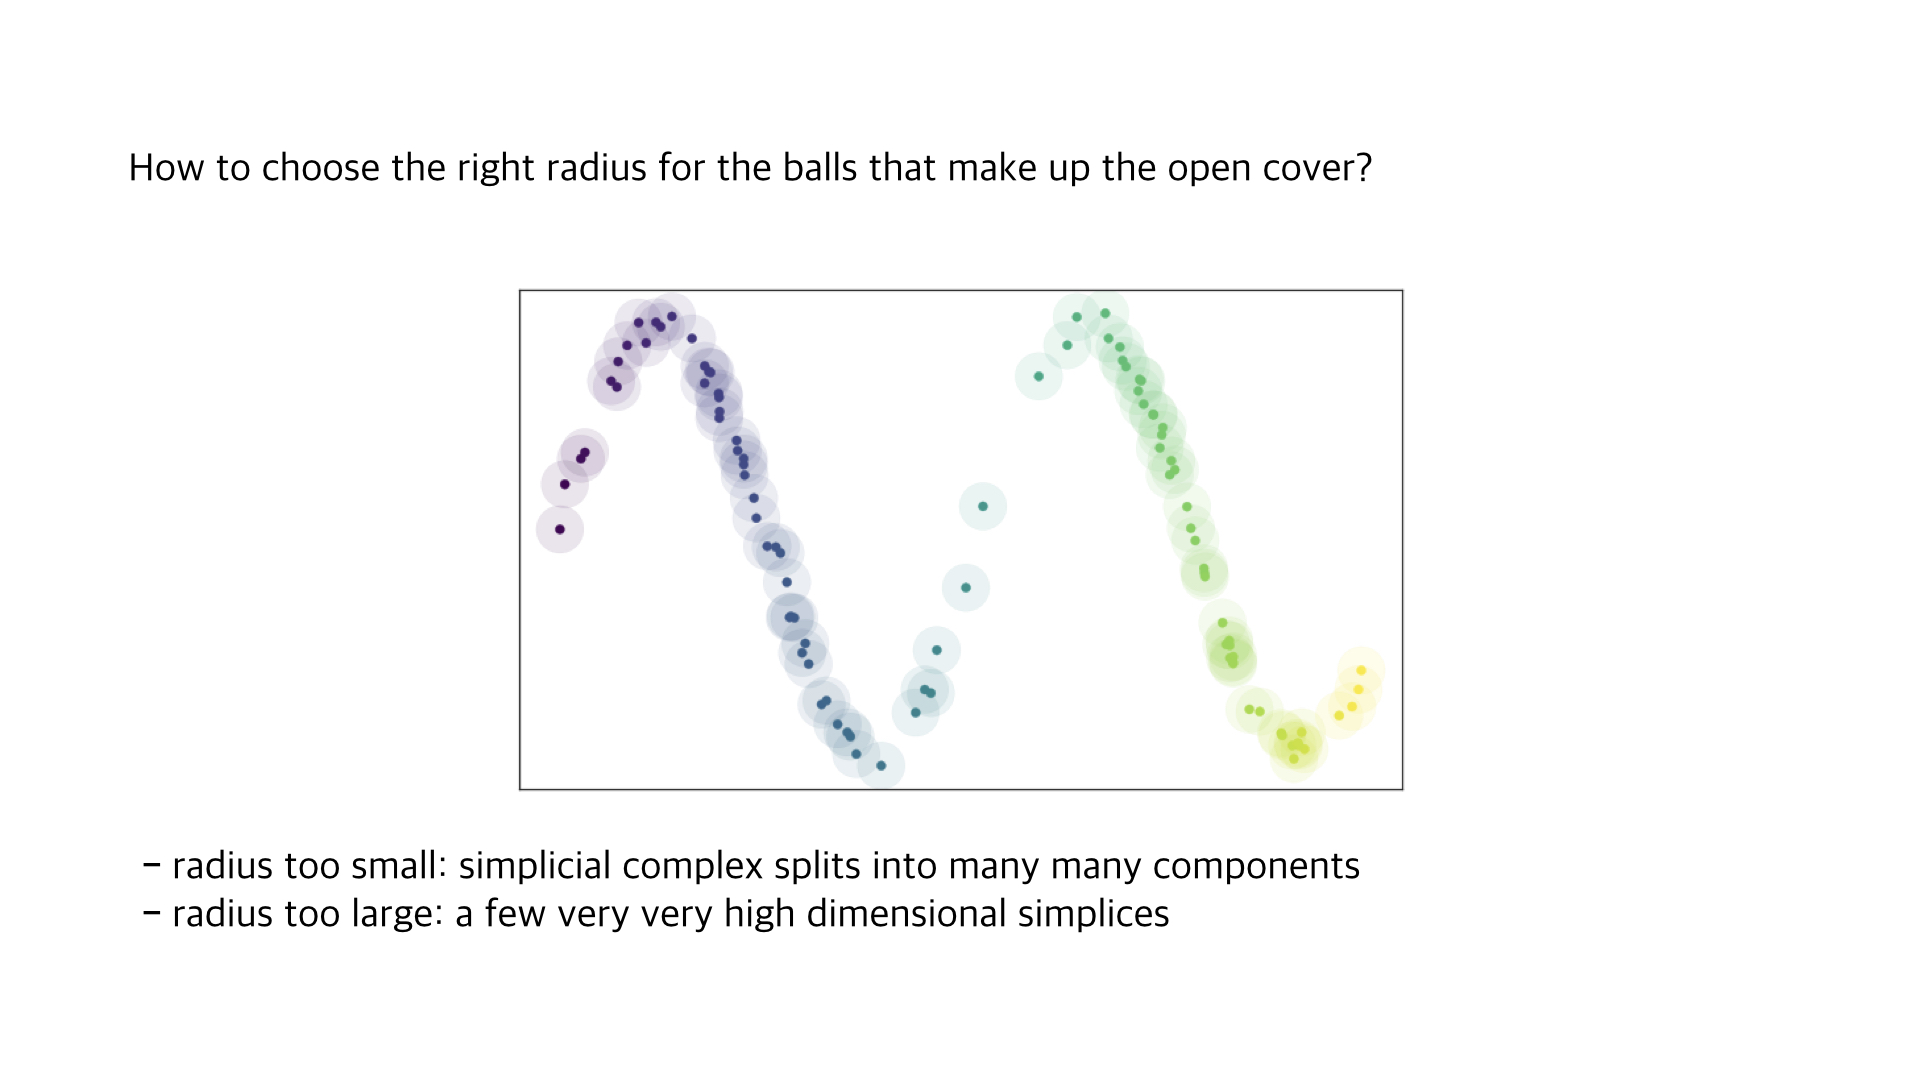 How to choose the right radius for the balls that make up the open cover?
– radius too small: simplicial complex splits into many many components
– radius too large: a few very very high dimensional simplices